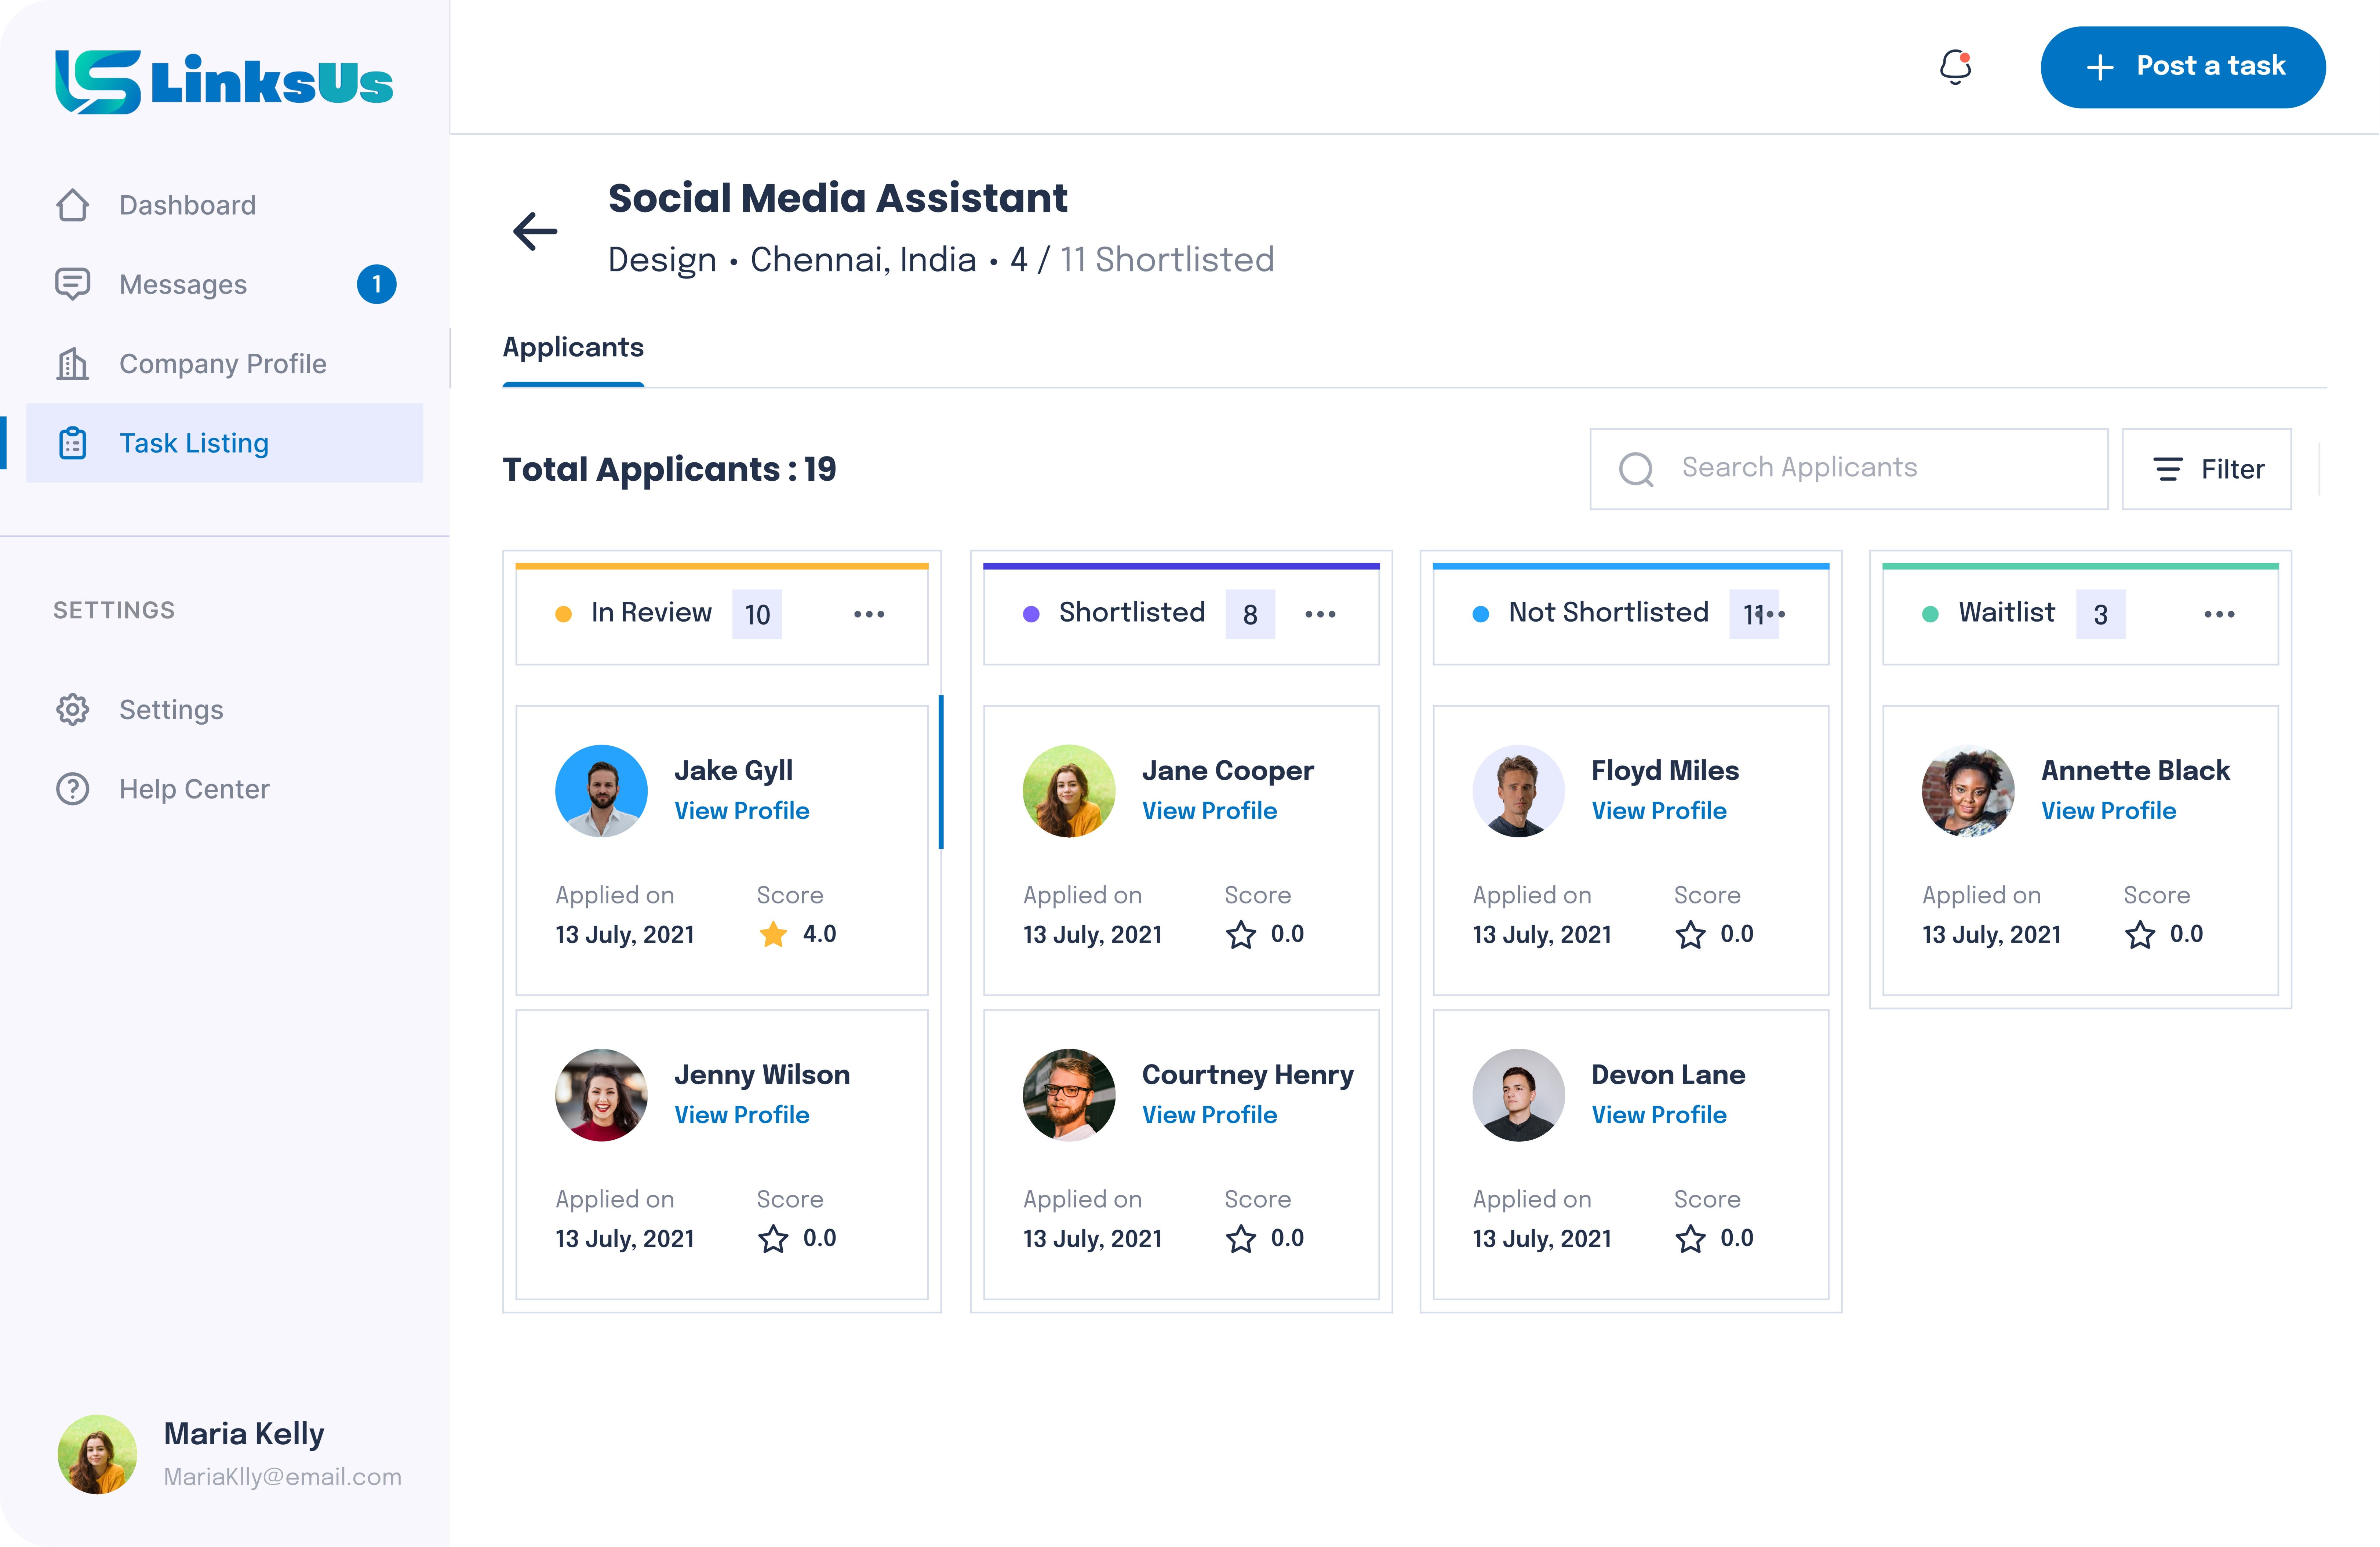 LinksUs
Post a task
Dashboard
Messages 1
Company Profile
Task Listing
SETTINGS
Settings
Help Center
Maria Kelly
MariaKlly@email.com
Social Media Assistant
Design • Chennai, India • 4 / 11 Shortlisted
Applicants
Total Applicants : 19
Search Applicants
Filter
In Review 10
Jake Gyll
View Profile
Applied on Score
13 July, 2021 4.0
Jenny Wilson
View Profile
Applied on Score
13 July, 2021 0.0
Shortlisted 8
Jane Cooper
View Profile
Applied on Score
13 July, 2021 0.0
Courtney Henry
View Profile
Applied on Score
13 July, 2021 0.0
Not Shortlisted 11
Floyd Miles
View Profile
Applied on Score
13 July, 2021 0.0
Devon Lane
View Profile
Applied on Score
13 July, 2021 0.0
Waitlist 3
Annette Black
View Profile
Applied on Score
13 July, 2021 0.0